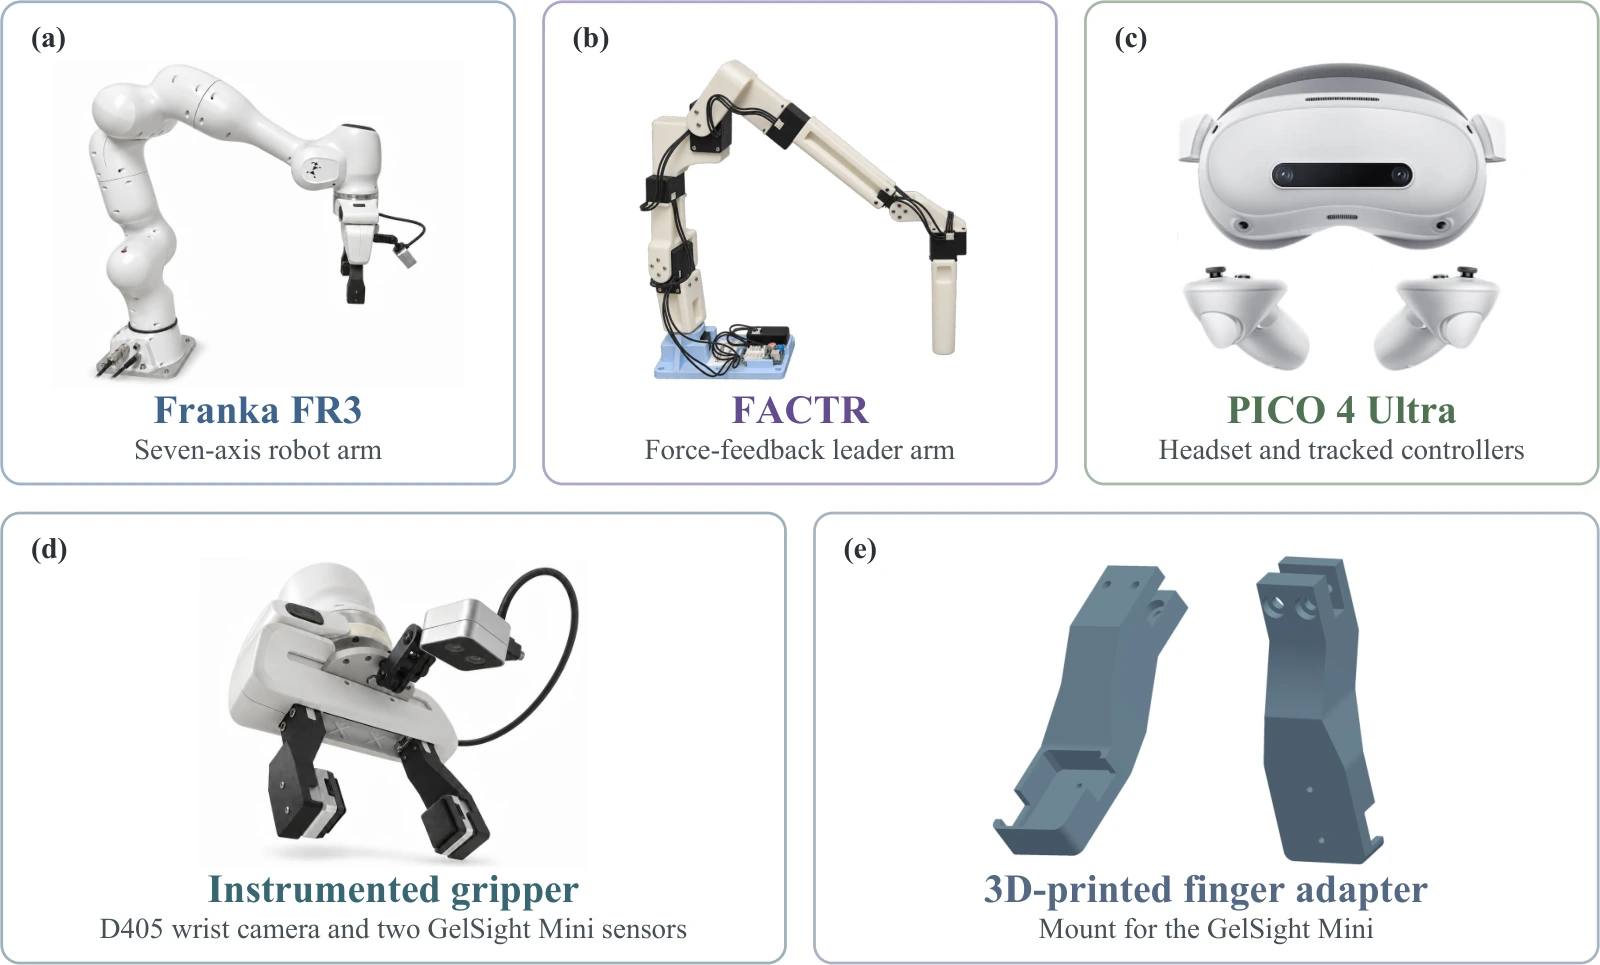 (a)
Franka FR3
Seven-axis robot arm
(b)
FACTR
Force-feedback leader arm
(c)
PICO 4 Ultra
Headset and tracked controllers
(d)
Instrumented gripper
D405 wrist camera and two GelSight Mini sensors
(e)
3D-printed finger adapter
Mount for the GelSight Mini